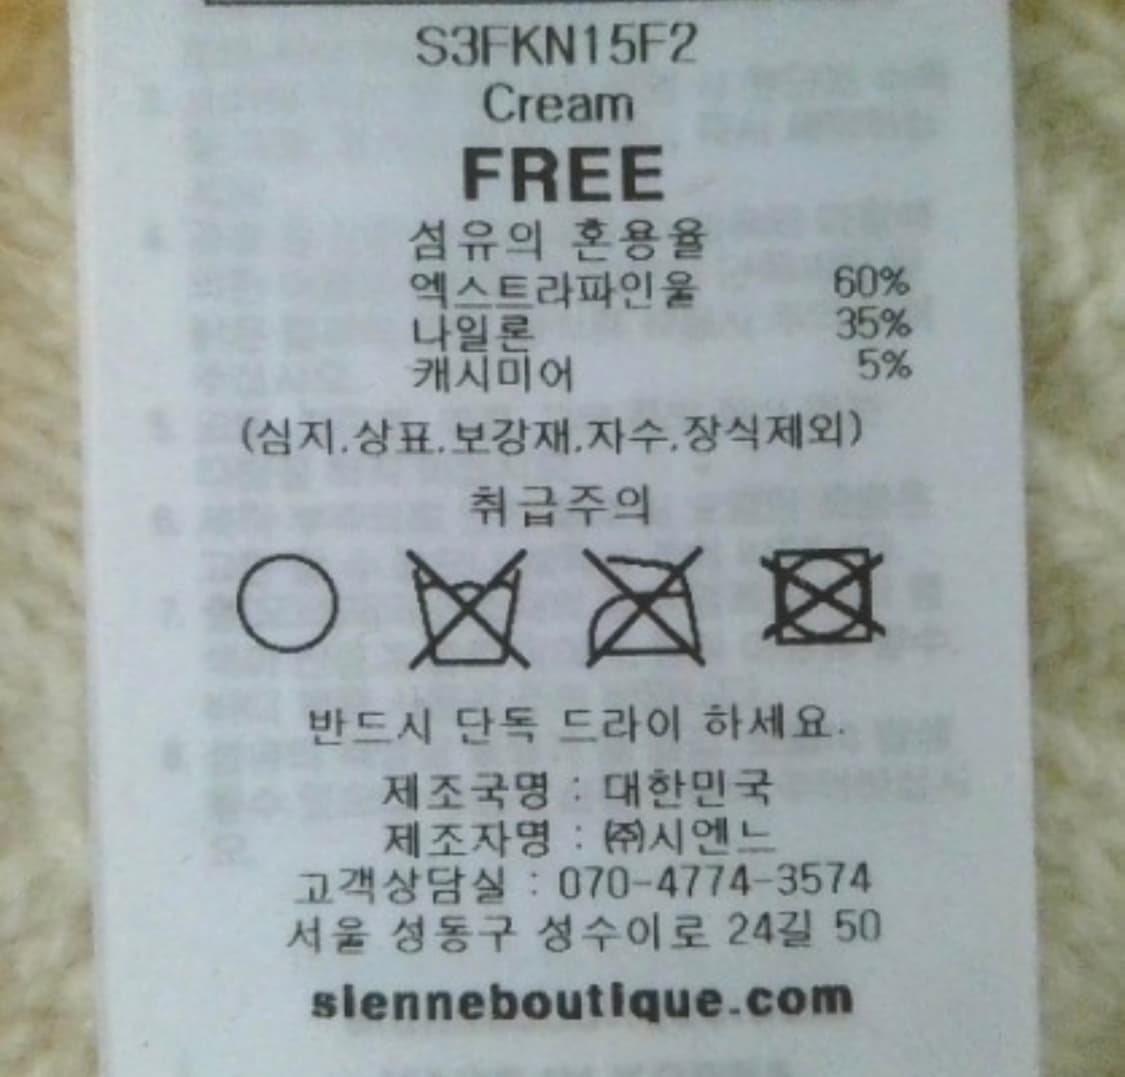 S3FKN15F2
Cream
FREE
섬유의 혼용율
엑스트라파인울 60%
나일론 35%
캐시미어 5%
(심지.상표.보강재.자수.장식제외)
취급주의
반드시 단독 드라이 하세요.
제조국명 : 대한민국
제조자명 : ㈜시엔느
고객상담실 : 070-4774-3574
서울 성동구 성수이로 24길 50
sienneboutique.com